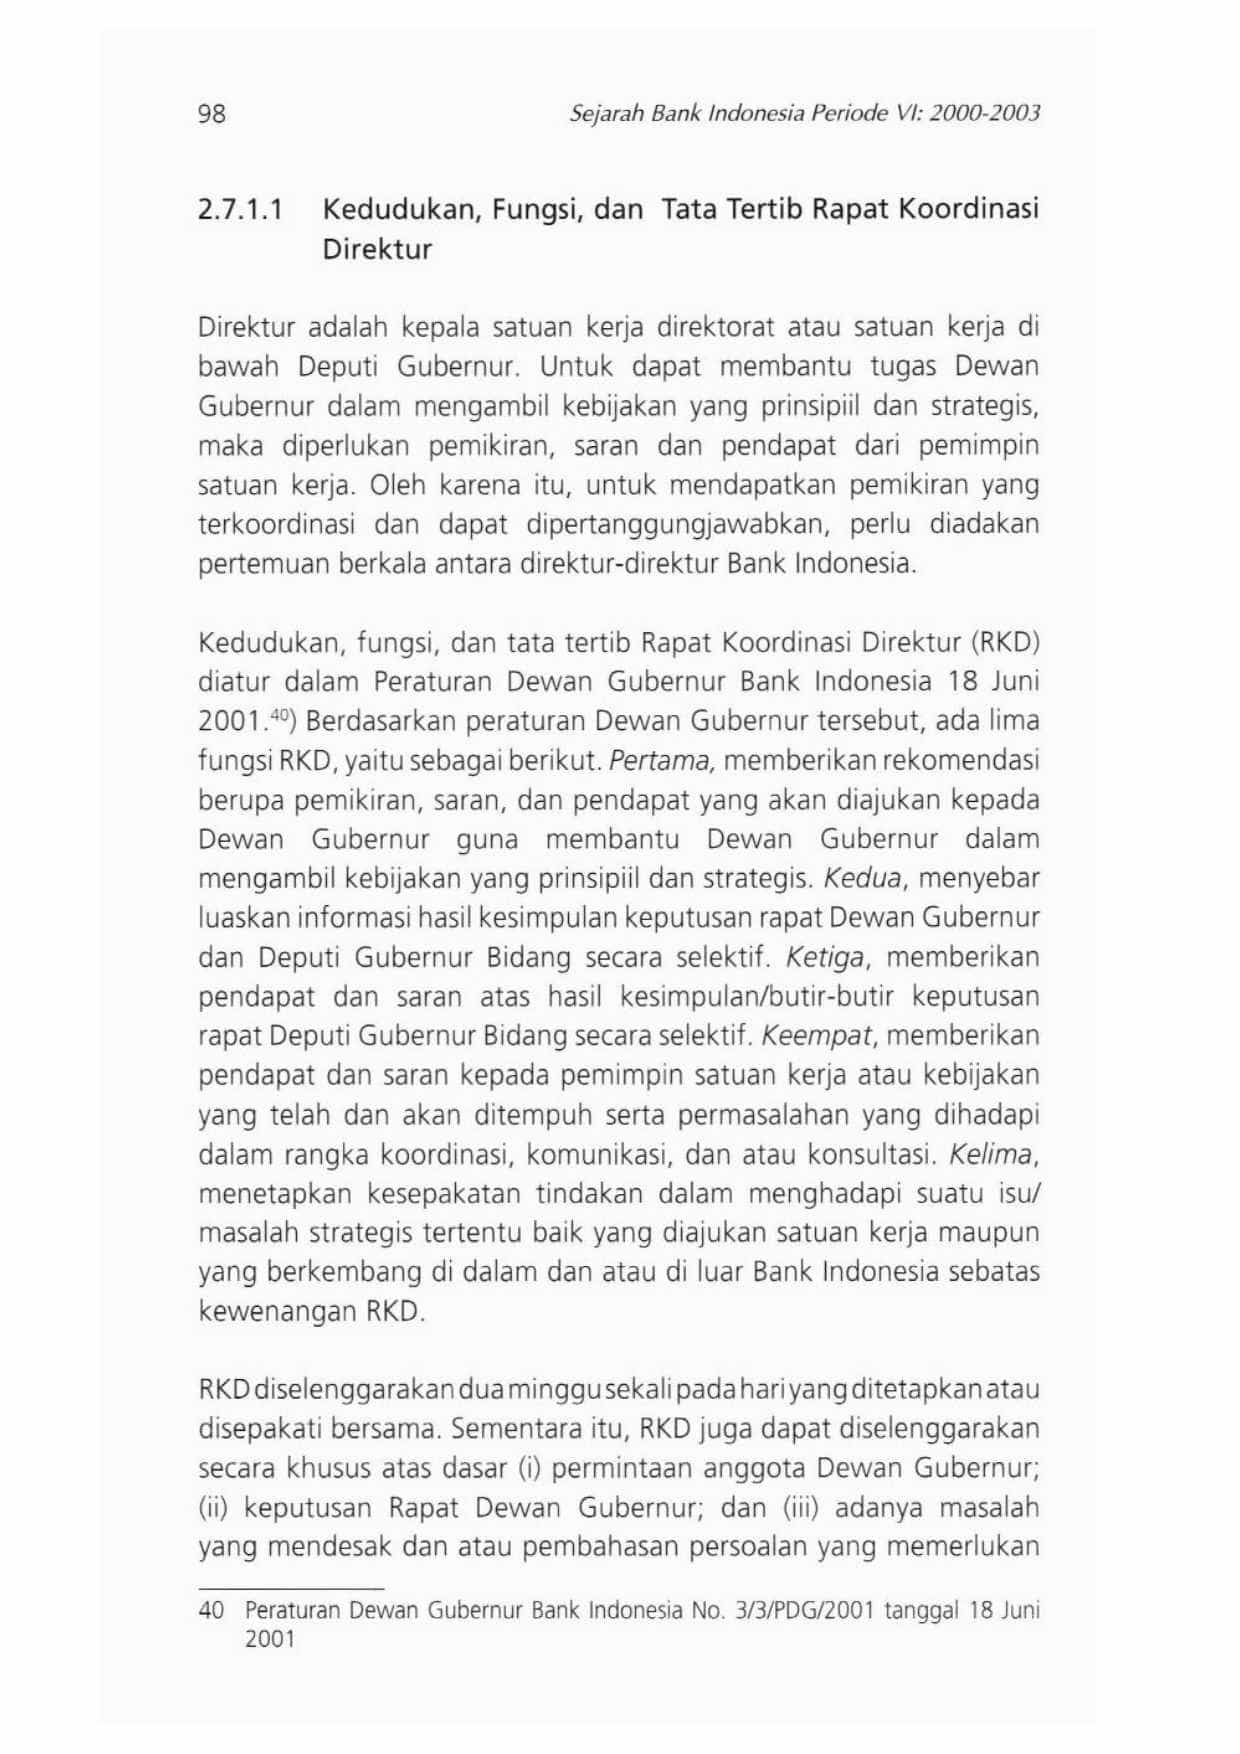 98
Sejarah Bank Indonesia Periode VI: 2000-2003
2.7.1.1 Kedudukan, Fungsi, dan Tata Tertib Rapat Koordinasi
Direktur
Direktur adalah kepala satuan kerja direktorat atau satuan kerja di
bawah Deputi Gubernur. Untuk dapat membantu tugas Dewan
Gubernur dalam mengambil kebijakan yang prinsipiil dan strategis,
maka diperlukan pemikiran, saran dan pendapat dari pemimpin
satuan kerja. Oleh karena itu, untuk mendapatkan pemikiran yang
terkoordinasi dan dapat dipertanggungjawabkan, perlu diadakan
pertemuan berkala antara direktur-direktur Bank Indonesia.
Kedudukan, fungsi, dan tata tertib Rapat Koordinasi Direktur (RKD)
diatur dalam Peraturan Dewan Gubernur Bank Indonesia 18 Juni
2001.40) Berdasarkan peraturan Dewan Gubernur tersebut, ada lima
fungsi RKD, yaitu sebagai berikut. Pertama, memberikan rekomendasi
berupa pemikiran, saran, dan pendapat yang akan diajukan kepada
Dewan Gubernur guna membantu Dewan Gubernur dalam
mengambil kebijakan yang prinsipiil dan strategis. Kedua, menyebar
luaskan informasi hasil kesimpulan keputusan rapat Dewan Gubernur
dan Deputi Gubernur Bidang secara selektif. Ketiga, memberikan
pendapat dan saran atas hasil kesimpulan/butir-butir keputusan
rapat Deputi Gubernur Bidang secara selektif. Keempat, memberikan
pendapat dan saran kepada pemimpin satuan kerja atau kebijakan
yang telah dan akan ditempuh serta permasalahan yang dihadapi
dalam rangka koordinasi, komunikasi, dan atau konsultasi. Kelima,
menetapkan kesepakatan tindakan dalam menghadapi suatu isu/
masalah strategis tertentu baik yang diajukan satuan kerja maupun
yang berkembang di dalam dan atau di luar Bank Indonesia sebatas
kewenangan RKD.
RKD diselenggarakan dua minggu sekali pada hari yang ditetapkan atau
disepakati bersama. Sementara itu, RKD juga dapat diselenggarakan
secara khusus atas dasar (i) permintaan anggota Dewan Gubernur;
(ii) keputusan Rapat Dewan Gubernur; dan (iii) adanya masalah
yang mendesak dan atau pembahasan persoalan yang memerlukan
40 Peraturan Dewan Gubernur Bank Indonesia No. 3/3/PDG/2001 tanggal 18 Juni
2001